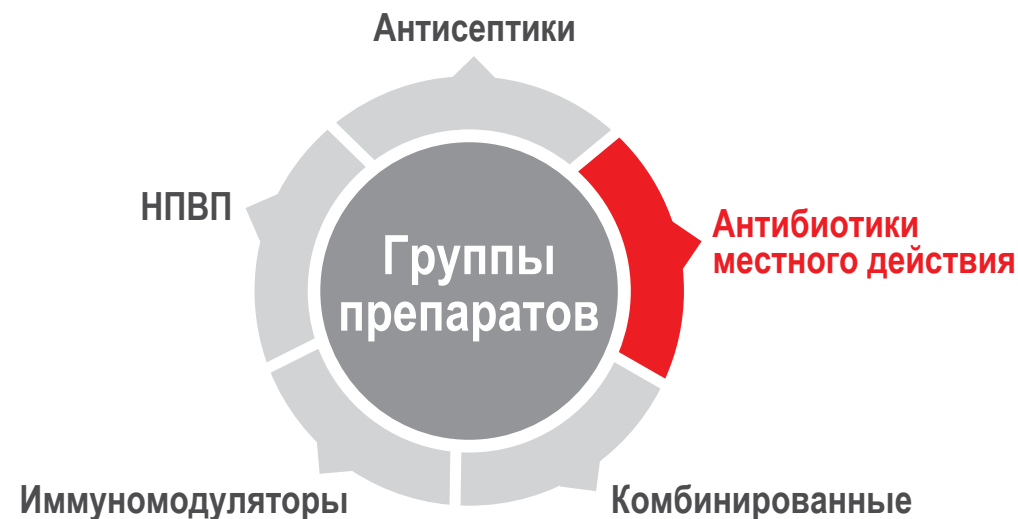 Антисептики
НПВП
Группы
препаратов
Антибиотики
местного действия
Иммуномодуляторы
Комбинированные